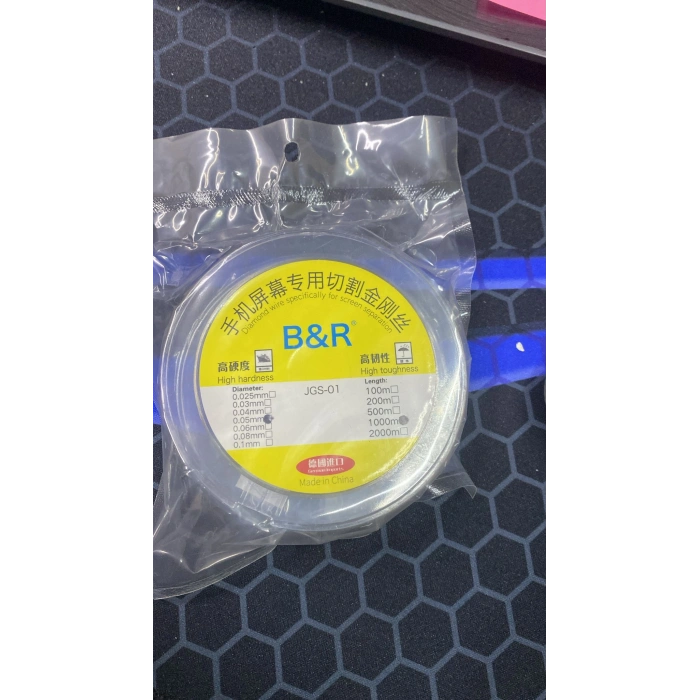 手机屏幕专用切割金刚丝
Diamond wire specifically for screen separation
B&R®
高硬度
High hardness
高韧性
High toughness
JGS-01
Diameter:
0.025mm
0.03mm
0.04mm
0.05mm
0.06mm
0.08mm
0.1mm
Length:
100m
200m
500m
1000m
2000m
德國进口
Made in China